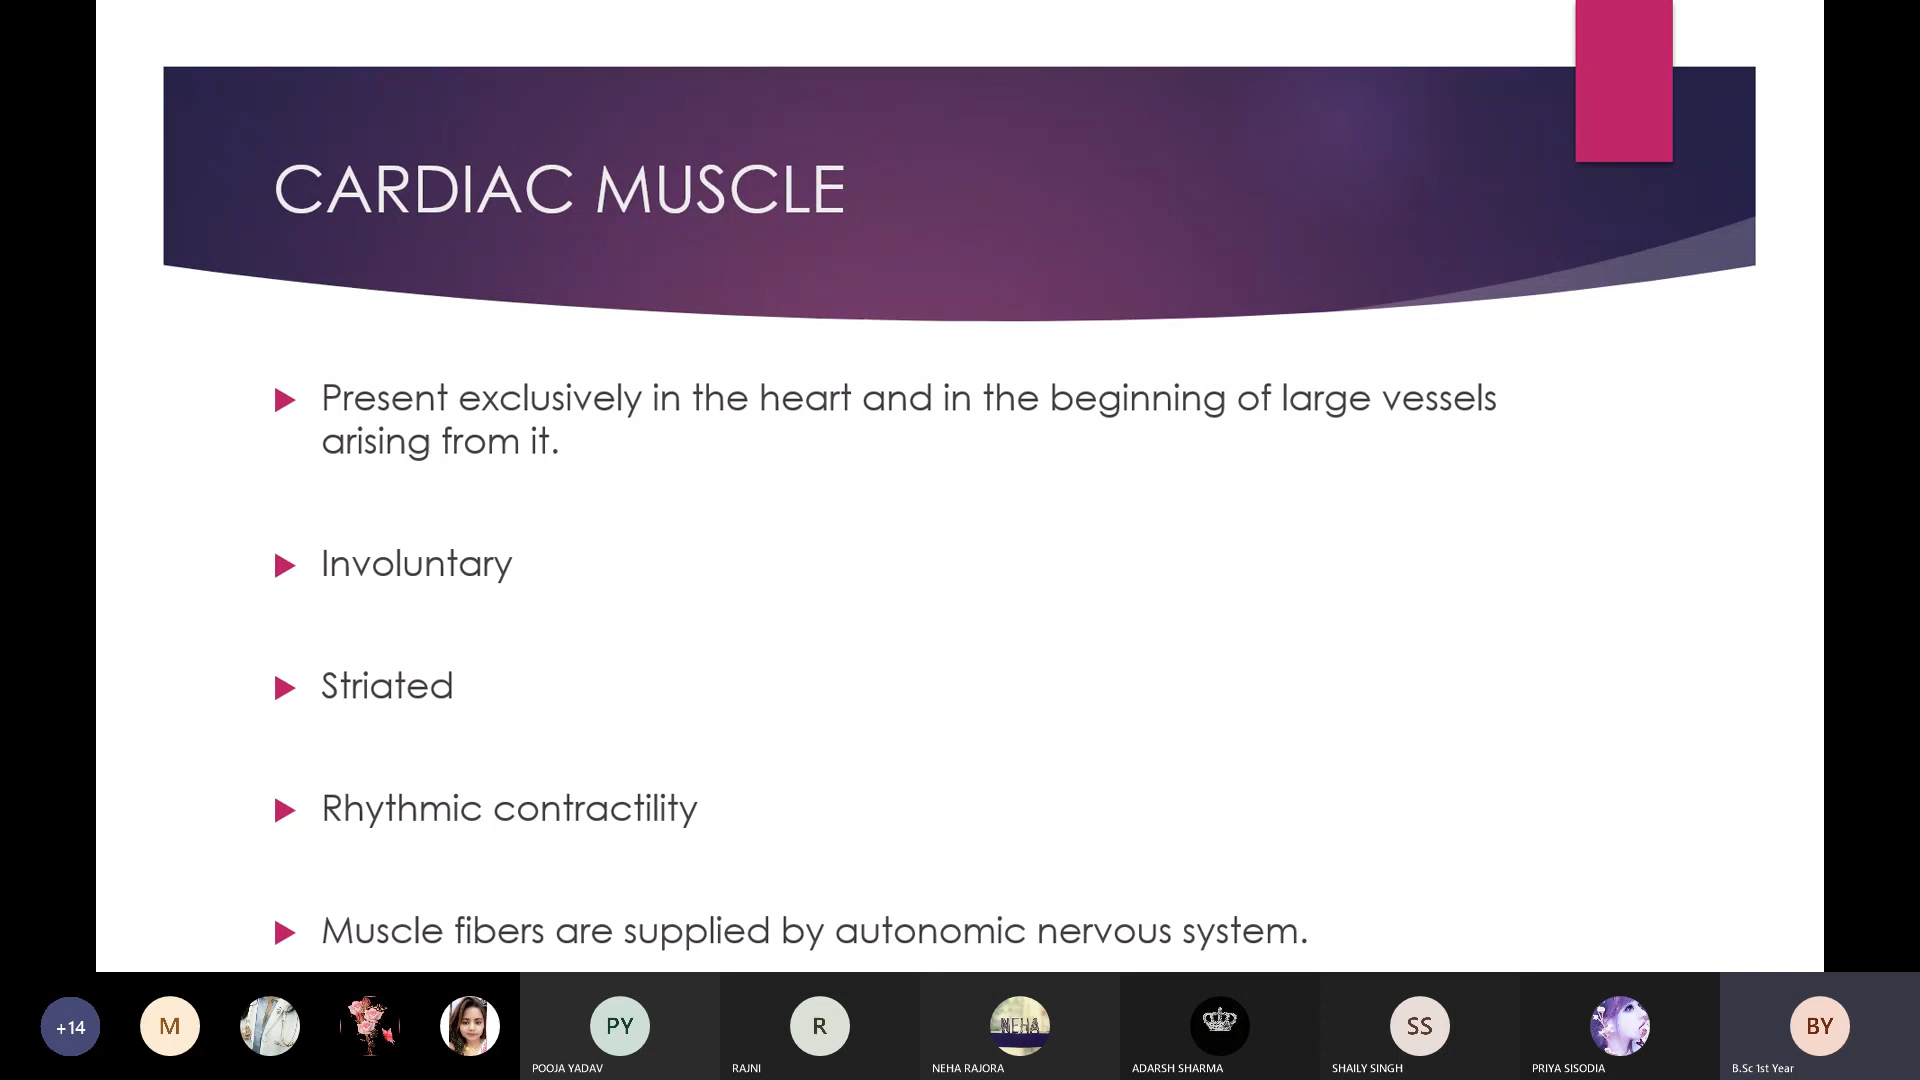 CARDIAC MUSCLE
Present exclusively in the heart and in the beginning of large vessels
arising from it.
Involuntary
Striated
Rhythmic contractility
Muscle fibers are supplied by autonomic nervous system.
+14
M
PY
R
NEHA
SS
BY
POOJA YADAV
RAJNI
NEHA RAJORA
ADARSH SHARMA
SHAILY SINGH
PRIYA SISODIA
B.Sc 1st Year